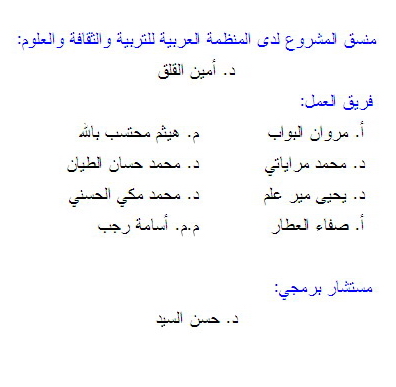 منسق المشروع لدى المنظمة العربية للتربية والثقافة والعلوم:
د. أمين القلق
فريق العمل:
أ. مروان البواب م. هيثم محتسب بالله
د. محمد مراياتي د. محمد حسان الطيان
د. يحيى مير علم د. محمد مكي الحسني
أ. صفاء العطار م.م. أسامة رجب
مستشار برمجي:
د. حسن السيد